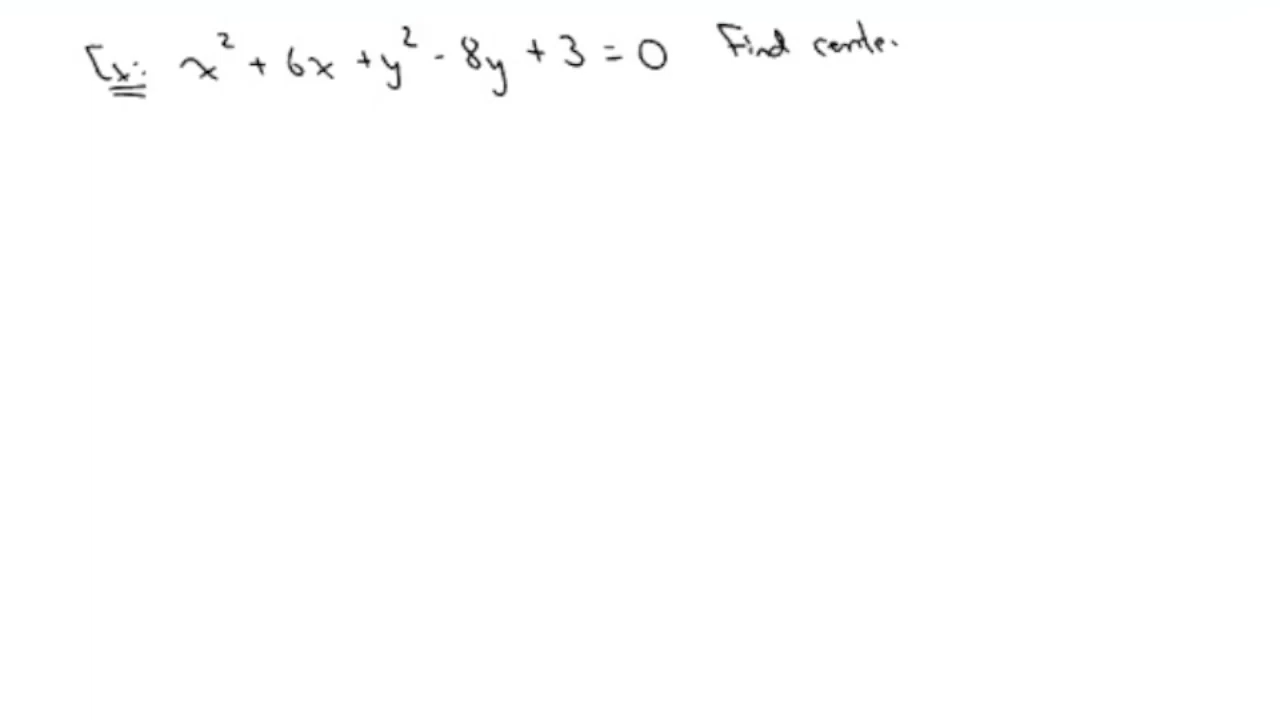 Ex: x² + 6x + y² - 8y + 3 = 0 Find cente.